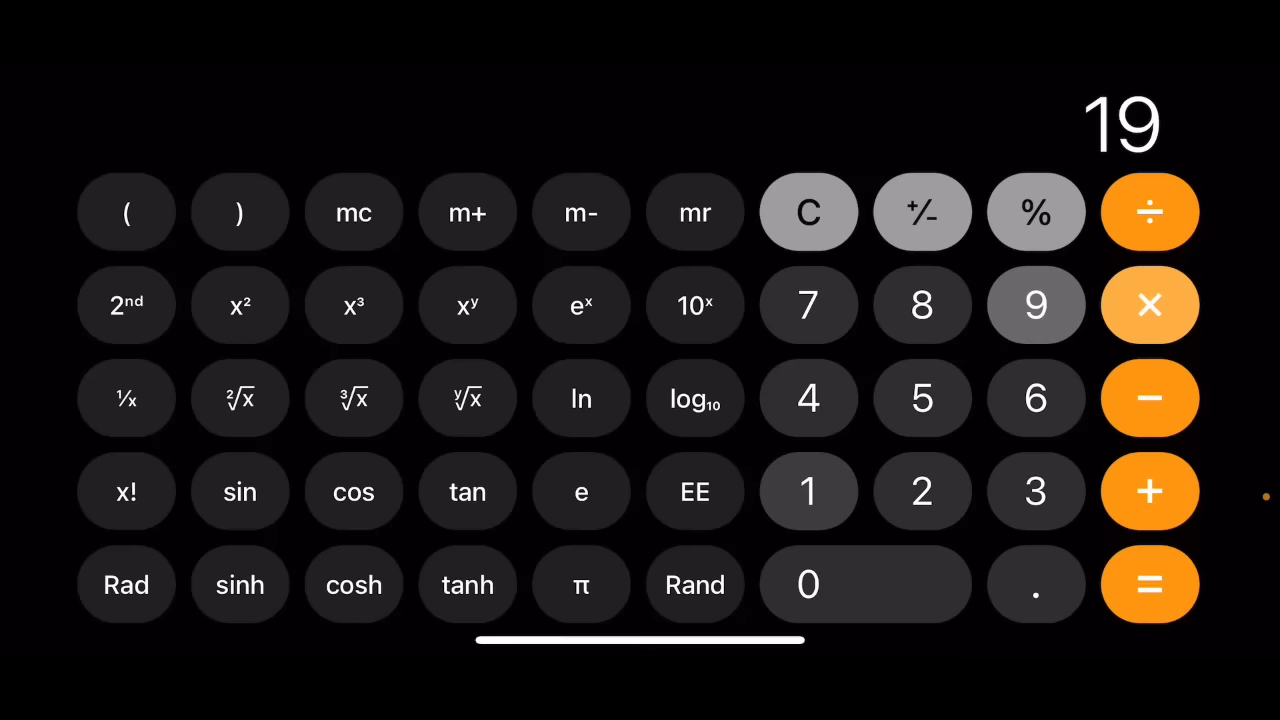 19
( ) mc m+ m- mr C +/- % ÷
2ⁿᵈ x² x³ xʸ eˣ 10ˣ 7 8 9 ×
¹⁄ₓ ²√x ³√x ʸ√x ln log₁₀ 4 5 6 −
x! sin cos tan e EE 1 2 3 +
Rad sinh cosh tanh π Rand 0 . =